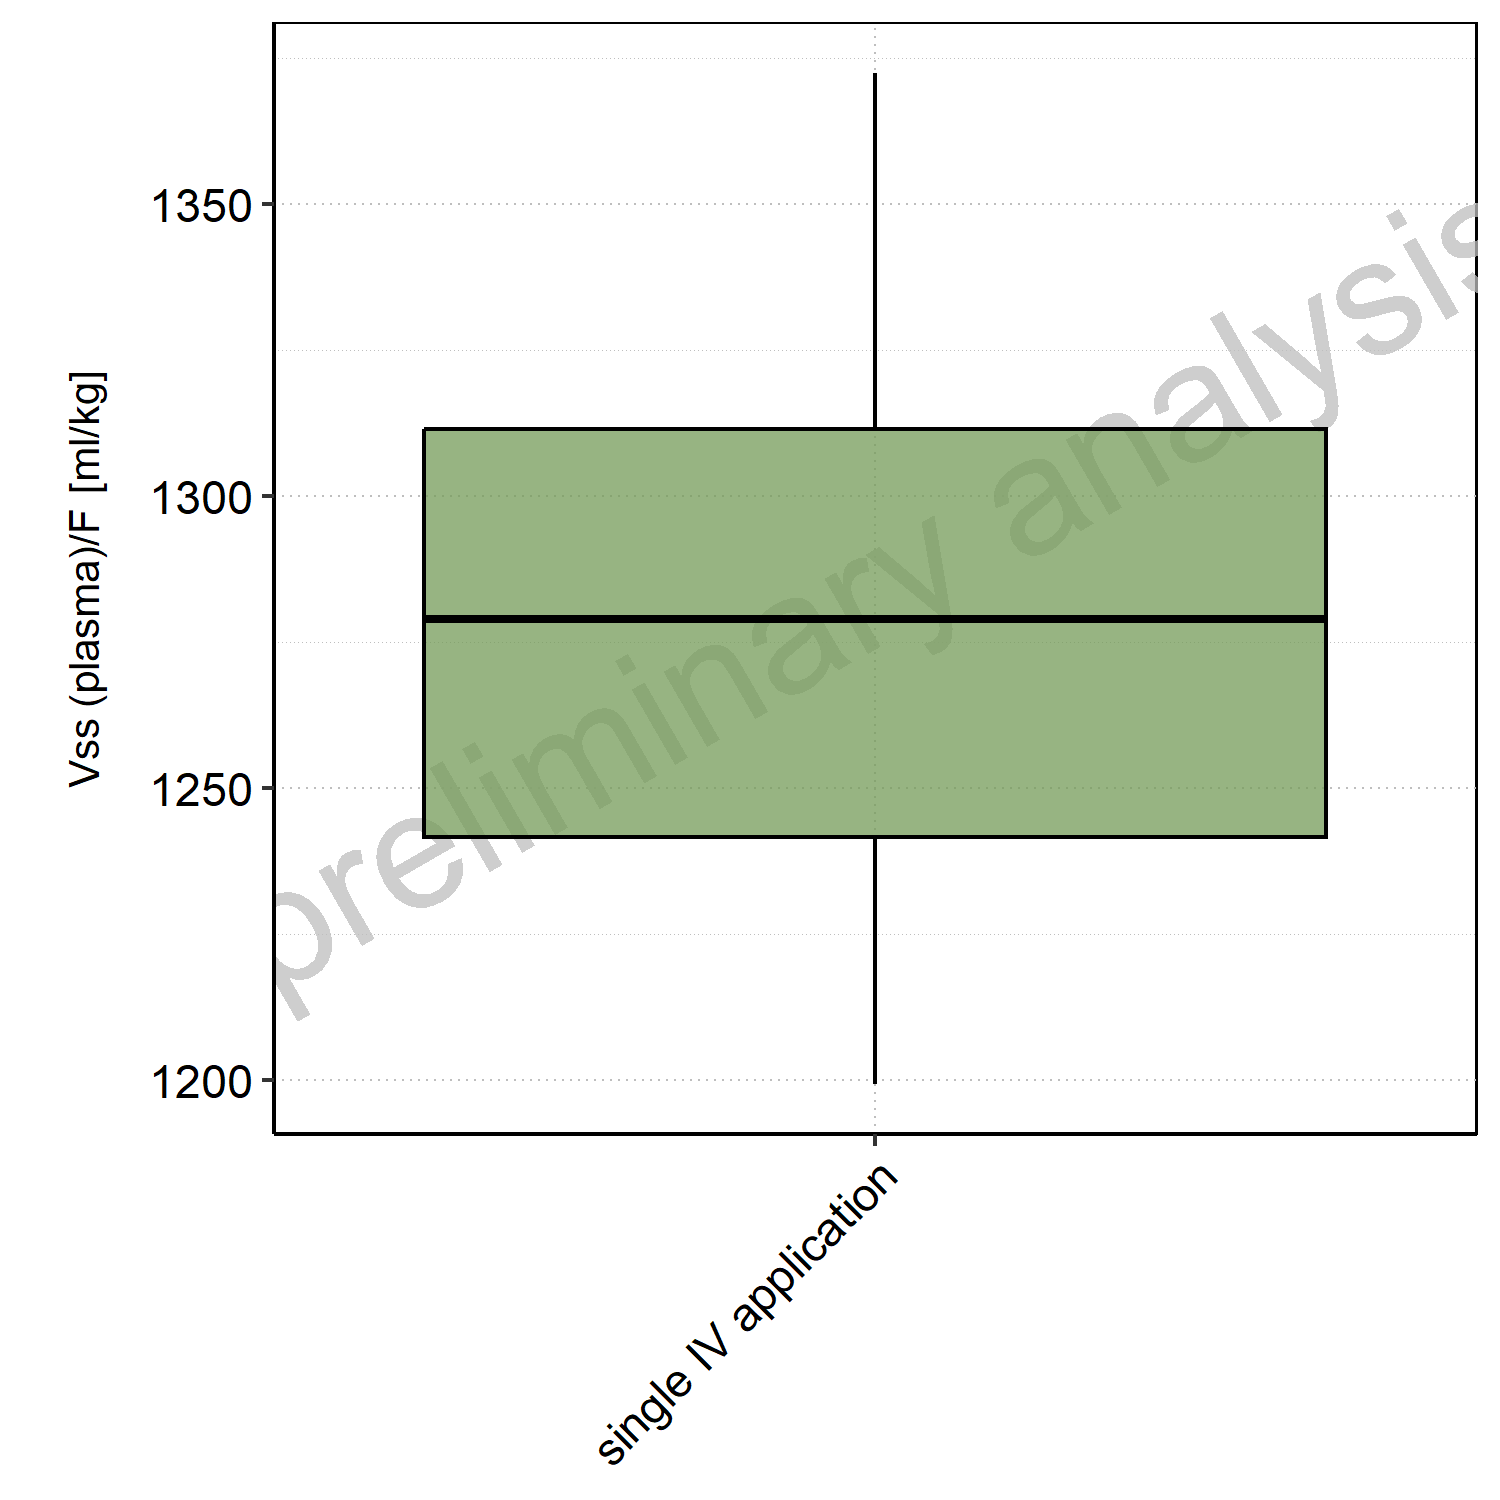 Vss (plasma)/F [ml/kg]
1350
1300
1250
1200
preliminary analysis
single IV application